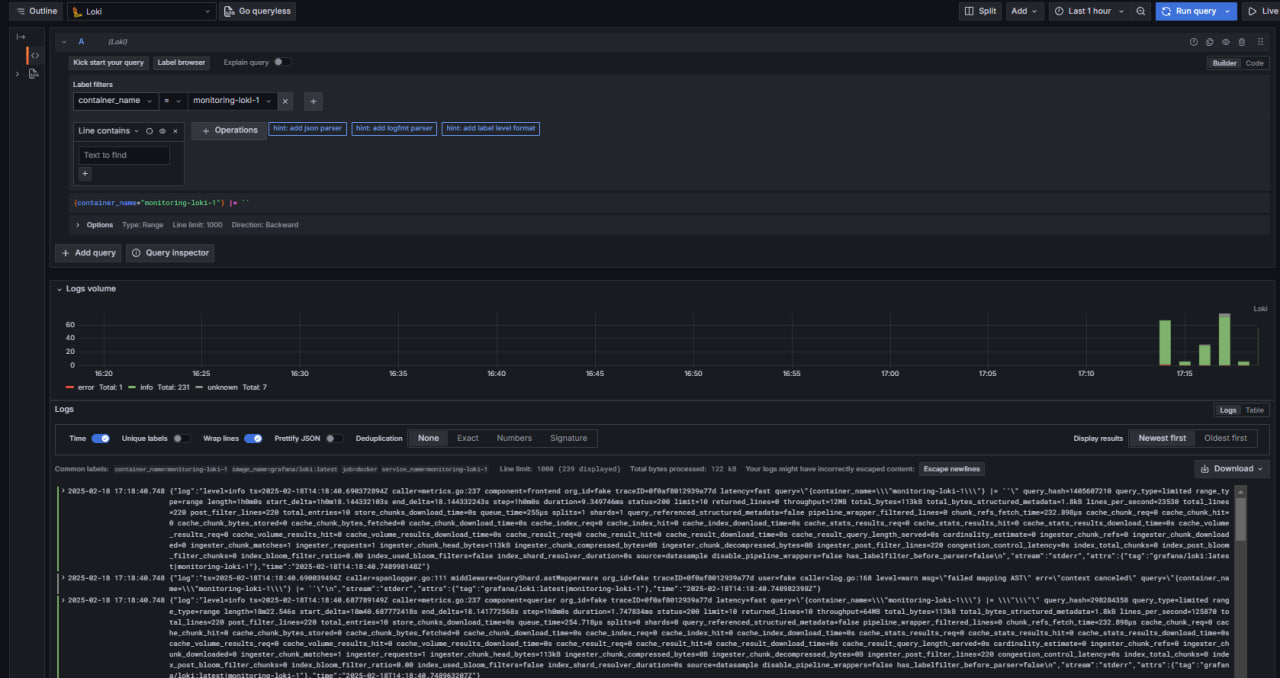 Outline
Loki
Go queryless
Split
Add
Last 1 hour
Run query
Live
A (Loki)
Kick start your query
Label browser
Explain query
Builder
Code
Label filters
container_name
=
monitoring-loki-1
Line contains
Operations
hint: add json parser
hint: add logfmt parser
hint: add label level format
Text to find
{container_name="monitoring-loki-1"} |= ``
Options Type: Range Line limit: 1000 Direction: Backward
+ Add query
Query inspector
Logs volume
Loki
60
40
20
0
16:20 16:25 16:30 16:35 16:40 16:45 16:50 16:55 17:00 17:05 17:10 17:15
error Total: 1 info Total: 231 unknown Total: 7
Logs
Logs
Table
Time
Unique labels
Wrap lines
Prettify JSON
Deduplication
None
Exact
Numbers
Signature
Display results
Newest first
Oldest first
Common labels: container_name=monitoring-loki-1 image_name=grafana/loki:latest job=docker service_name=monitoring-loki-1 Line limit: 1000 (239 displayed) Total bytes processed: 122 kB Your logs might have incorrectly escaped content: Escape newlines
Download
2025-02-18 17:18:40.748 {"log":"level=info ts=2025-02-18T14:18:40.698372894Z caller=metrics.go:237 component=frontend org_id=fake traceID=0f0af8012939a77d latency=fast query=\"{container_name=\\\"monitoring-loki-1\\\"} |= ``\" query_hash=1405607210 query_type=limited range_ty
pe=range length=1h0m0s start_delta=1h0m18.144332103s end_delta=18.144332243s step=1h0m0s duration=9.349746ms status=200 limit=10 returned_lines=0 throughput=12MB total_bytes=113kB total_bytes_structured_metadata=1.8kB lines_per_second=23530 total_lines
=220 post_filter_lines=220 total_entries=10 store_chunks_download_time=0s queue_time=255µs splits=1 shards=1 query_referenced_structured_metadata=false pipeline_wrapper_filtered_lines=0 chunk_refs_fetch_time=232.898µs cache_chunk_req=0 cache_chunk_hit=
0 cache_chunk_bytes_stored=0 cache_chunk_bytes_fetched=0 cache_chunk_download_time=0s cache_index_req=0 cache_index_hit=0 cache_index_download_time=0s cache_stats_results_req=0 cache_stats_results_hit=0 cache_stats_results_download_time=0s cache_volume
_results_req=0 cache_volume_results_hit=0 cache_volume_results_download_time=0s cache_result_req=0 cache_result_hit=0 cache_result_download_time=0s cache_result_query_length_served=0s cardinality_estimate=0 ingester_chunk_refs=0 ingester_chunk_download
ed=0 ingester_chunk_matches=1 ingester_requests=1 ingester_chunk_head_bytes=113kB ingester_chunk_compressed_bytes=0B ingester_chunk_decompressed_bytes=0B ingester_post_filter_lines=220 congestion_control_latency=0s index_total_chunks=0 index_post_bloom
_filter_chunks=0 index_bloom_filter_ratio=0.00 index_used_bloom_filters=false index_shard_resolver_duration=0s source=datasample disable_pipeline_wrappers=false has_labelfilter_before_parser=false\n","stream":"stderr","attrs":{"tag":"grafana/loki:lates
t|monitoring-loki-1"},"time":"2025-02-18T14:18:40.748998148Z"}
2025-02-18 17:18:40.748 {"log":"ts=2025-02-18T14:18:40.690039494Z caller=spanlogger.go:111 middleware=QueryShard.astMapperware org_id=fake traceID=0f0af8012939a77d user=fake caller=log.go:168 level=warn msg=\"failed mapping AST\" err=\"context canceled\" query=\"{container_na
me=\\\"monitoring-loki-1\\\"} |= ``\"\n","stream":"stderr","attrs":{"tag":"grafana/loki:latest|monitoring-loki-1"},"time":"2025-02-18T14:18:40.748982398Z"}
2025-02-18 17:18:40.748 {"log":"level=info ts=2025-02-18T14:18:40.687789149Z caller=metrics.go:237 component=querier org_id=fake traceID=0f0af8012939a77d latency=fast query=\"{container_name=\\\"monitoring-loki-1\\\"} |= \\\"\\\"\" query_hash=298284358 query_type=limited rang
e_type=range length=18m22.546s start_delta=18m40.687772418s end_delta=18.141772568s step=1h0m0s duration=1.747834ms status=200 limit=10 returned_lines=10 throughput=64MB total_bytes=113kB total_bytes_structured_metadata=1.8kB lines_per_second=125870 to
tal_lines=220 post_filter_lines=220 total_entries=10 store_chunks_download_time=0s queue_time=254.718µs splits=0 shards=0 query_referenced_structured_metadata=false pipeline_wrapper_filtered_lines=0 chunk_refs_fetch_time=232.898µs cache_chunk_req=0 cac
he_chunk_hit=0 cache_chunk_bytes_stored=0 cache_chunk_bytes_fetched=0 cache_chunk_download_time=0s cache_index_req=0 cache_index_hit=0 cache_index_download_time=0s cache_stats_results_req=0 cache_stats_results_hit=0 cache_stats_results_download_time=0s
cache_volume_results_req=0 cache_volume_results_hit=0 cache_volume_results_download_time=0s cache_result_req=0 cache_result_hit=0 cache_result_download_time=0s cache_result_query_length_served=0s cardinality_estimate=0 ingester_chunk_refs=0 ingester_ch
unk_downloaded=0 ingester_chunk_matches=1 ingester_requests=1 ingester_chunk_head_bytes=113kB ingester_chunk_compressed_bytes=0B ingester_chunk_decompressed_bytes=0B ingester_post_filter_lines=220 congestion_control_latency=0s index_total_chunks=0 inde
x_post_bloom_filter_chunks=0 index_bloom_filter_ratio=0.00 index_used_bloom_filters=false index_shard_resolver_duration=0s source=datasample disable_pipeline_wrappers=false has_labelfilter_before_parser=false\n","stream":"stderr","attrs":{"tag":"grafan
a/loki:latest|monitoring-loki-1"},"time":"2025-02-18T14:18:40.748963207Z"}